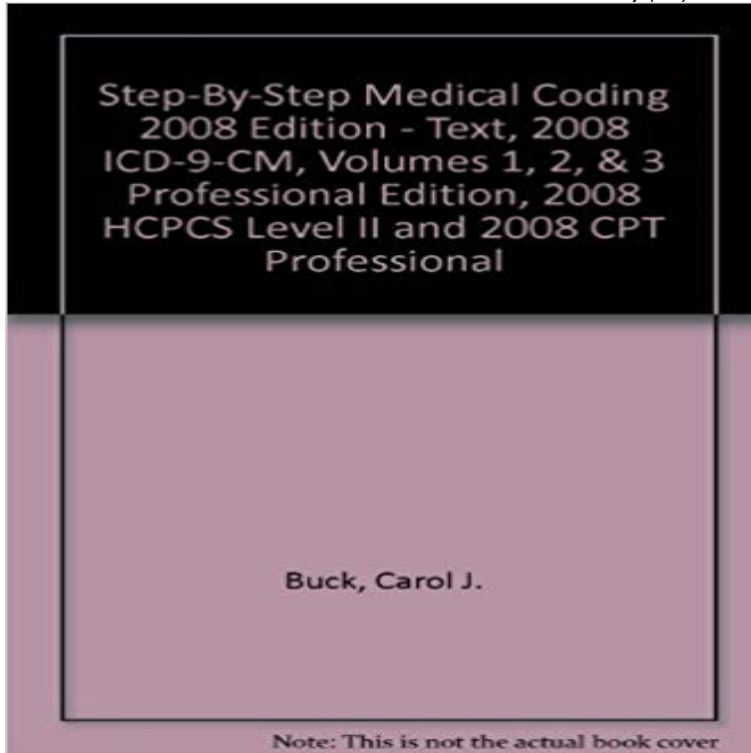 Step-By-Step Medical Coding
2008 Edition - Text, 2008
ICD-9-CM, Volumes 1, 2, & 3
Professional Edition, 2008
HCPCS Level II and 2008 CPT
Professional
Buck, Carol J.
Note: This is not the actual book cover